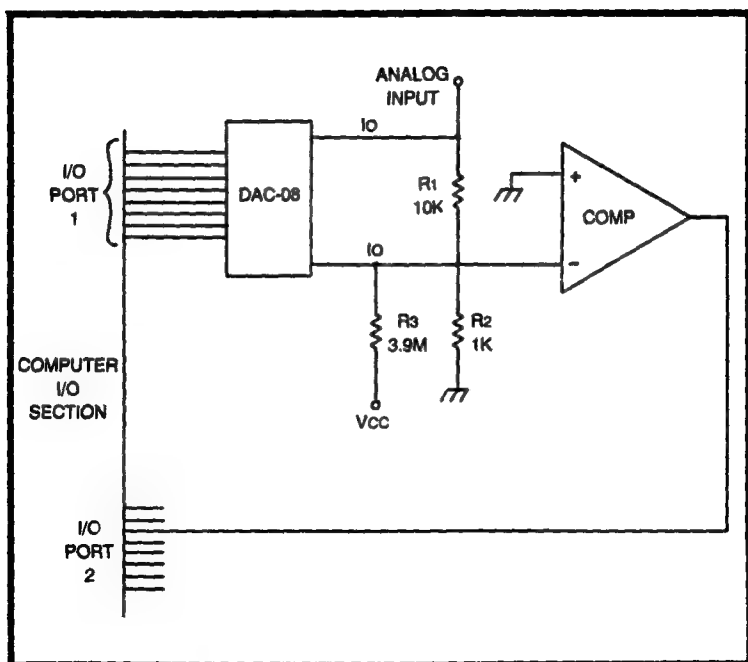 ANALOG
INPUT
IO
I/O
PORT
1
DAC-08
R1
10K
+
COMP
IO
-
R3
3.9M
R2
1K
COMPUTER
I/O
SECTION
VCC
I/O
PORT
2